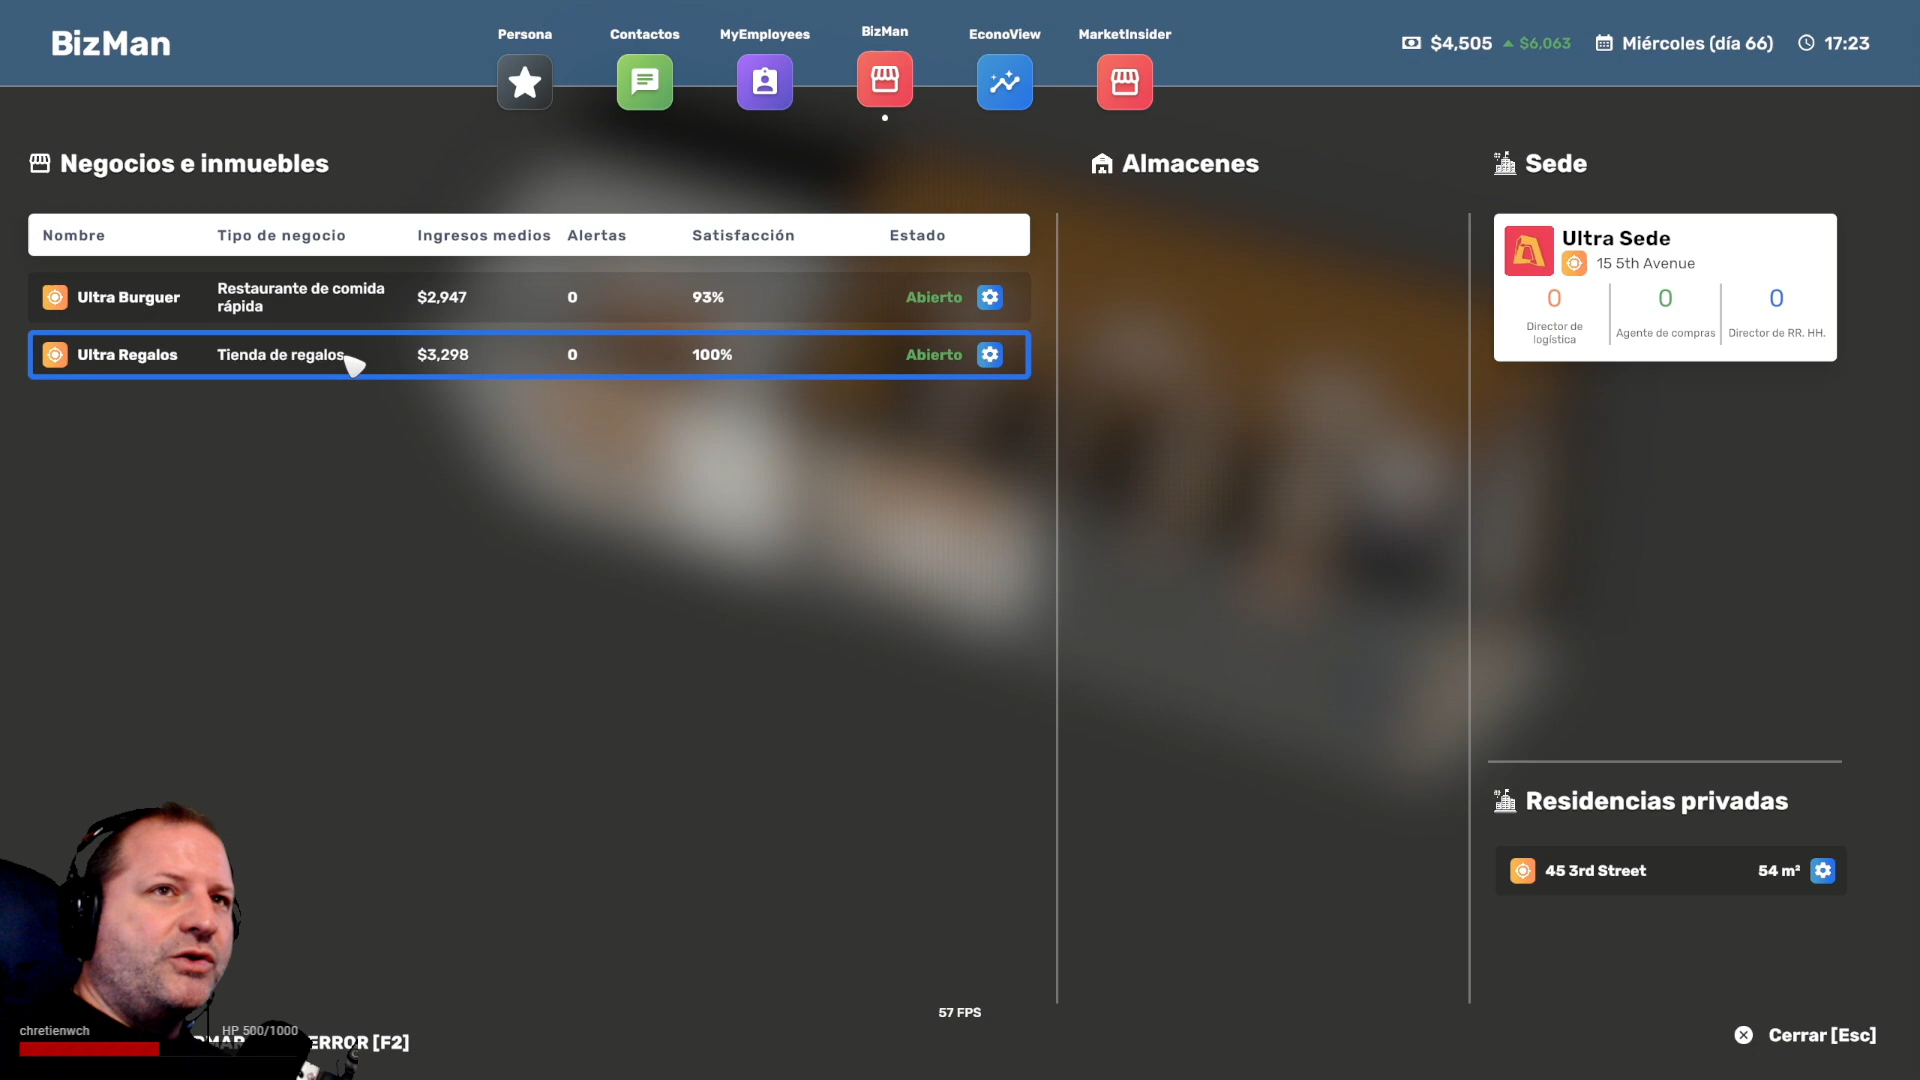 BizMan
Persona
Contactos
MyEmployees
BizMan
EconoView
MarketInsider
$4,505
$6,063
Miércoles (día 66)
17:23
Negocios e inmuebles
Almacenes
Sede
Nombre
Tipo de negocio
Ingresos medios
Alertas
Satisfacción
Estado
Ultra Burguer
Restaurante de comida
rápida
$2,947
0
93%
Abierto
Ultra Regalos
Tienda de regalos
$3,298
0
100%
Abierto
Ultra Sede
15 5th Avenue
0
0
0
Director de
logística
Agente de compras
Director de RR. HH.
Residencias privadas
45 3rd Street
54 m²
57 FPS
chretienwch
HP 500/1000
ERROR [F2]
Cerrar [Esc]